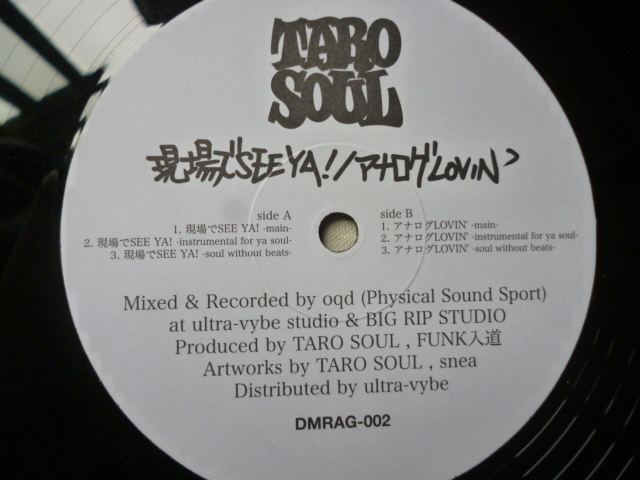 TARO
SOUL
現場でSEE YA!/アナログLOVIN'
side A
1. 現場でSEE YA! -main-
2. 現場でSEE YA! -instrumental for ya soul-
3. 現場でSEE YA! -soul without beats-
side B
1. アナログLOVIN' -main-
2. アナログLOVIN' -instrumental for ya soul-
3. アナログLOVIN' -soul without beats-
Mixed & Recorded by oqd (Physical Sound Sport)
at ultra-vybe studio & BIG RIP STUDIO
Produced by TARO SOUL , FUNK入道
Artworks by TARO SOUL , snea
Distributed by ultra-vybe
DMRAG-002